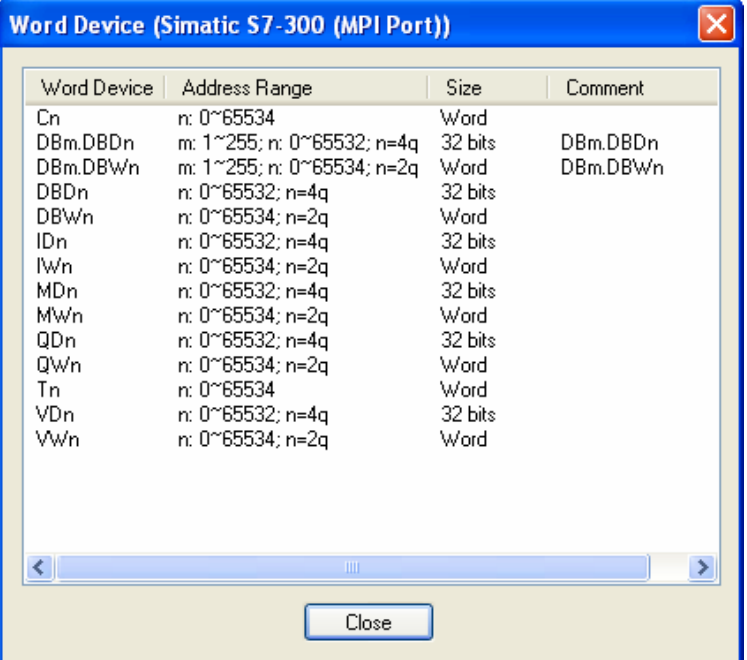 Word Device (Simatic S7-300 (MPI Port))
Word Device Address Range Size Comment
Cn n: 0~65534 Word
DBm.DBDn m: 1~255; n: 0~65532; n=4q 32 bits DBm.DBDn
DBm.DBWn m: 1~255; n: 0~65534; n=2q Word DBm.DBWn
DBDn n: 0~65532; n=4q 32 bits
DBWn n: 0~65534; n=2q Word
IDn n: 0~65532; n=4q 32 bits
IWn n: 0~65534; n=2q Word
MDn n: 0~65532; n=4q 32 bits
MWn n: 0~65534; n=2q Word
QDn n: 0~65532; n=4q 32 bits
QWn n: 0~65534; n=2q Word
Tn n: 0~65534 Word
VDn n: 0~65532; n=4q 32 bits
VWn n: 0~65534; n=2q Word
Close